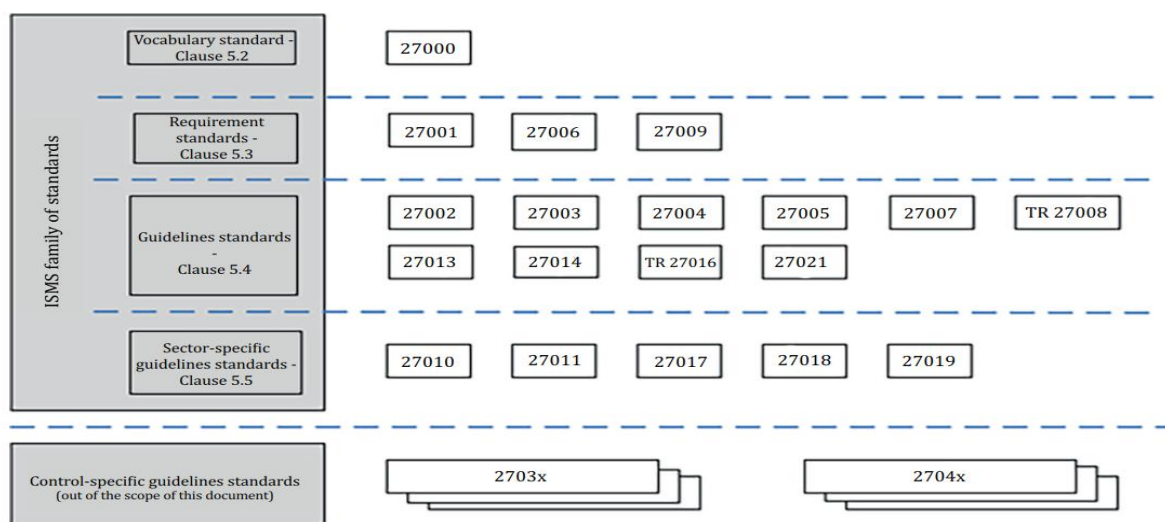 Vocabulary standard -
Clause 5.2
27000
ISMS family of standards
Requirement
standards -
Clause 5.3
27001 27006 27009
Guidelines standards
-
Clause 5.4
27002 27003 27004 27005 27007 TR 27008
27013 27014 TR 27016 27021
Sector-specific
guidelines standards -
Clause 5.5
27010 27011 27017 27018 27019
Control-specific guidelines standards
(out of the scope of this document)
2703x 2704x